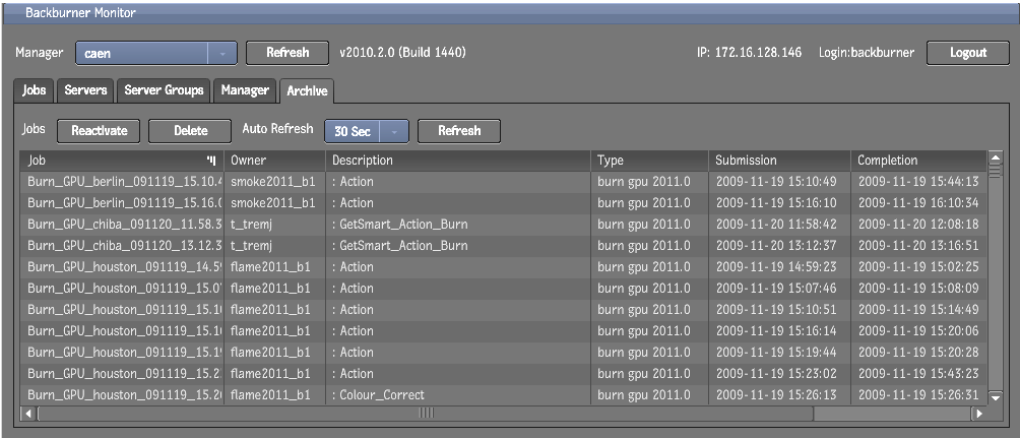 Backburner Monitor
Manager caen Refresh v2010.2.0 (Build 1440) IP: 172.16.128.146 Login:backburner Logout
Jobs Servers Server Groups Manager Archive
Jobs Reactivate Delete Auto Refresh 30 Sec Refresh
Job Owner Description Type Submission Completion
Burn_GPU_berlin_091119_15.10.4 smoke2011_b1 : Action burn gpu 2011.0 2009-11-19 15:10:49 2009-11-19 15:44:13
Burn_GPU_berlin_091119_15.16.0 smoke2011_b1 : Action burn gpu 2011.0 2009-11-19 15:16:10 2009-11-19 16:10:34
Burn_GPU_chiba_091120_11.58.3 t_tremj : GetSmart_Action_Burn burn gpu 2011.0 2009-11-20 11:58:42 2009-11-20 12:08:18
Burn_GPU_chiba_091120_13.12.3 t_tremj : GetSmart_Action_Burn burn gpu 2011.0 2009-11-20 13:12:37 2009-11-20 13:16:51
Burn_GPU_houston_091119_14.5 flame2011_b1 : Action burn gpu 2011.0 2009-11-19 14:59:23 2009-11-19 15:02:25
Burn_GPU_houston_091119_15.0 flame2011_b1 : Action burn gpu 2011.0 2009-11-19 15:07:46 2009-11-19 15:08:09
Burn_GPU_houston_091119_15.1 flame2011_b1 : Action burn gpu 2011.0 2009-11-19 15:10:51 2009-11-19 15:14:49
Burn_GPU_houston_091119_15.1 flame2011_b1 : Action burn gpu 2011.0 2009-11-19 15:16:14 2009-11-19 15:20:06
Burn_GPU_houston_091119_15.1 flame2011_b1 : Action burn gpu 2011.0 2009-11-19 15:19:44 2009-11-19 15:20:28
Burn_GPU_houston_091119_15.2 flame2011_b1 : Action burn gpu 2011.0 2009-11-19 15:23:02 2009-11-19 15:43:23
Burn_GPU_houston_091119_15.2 flame2011_b1 : Colour_Correct burn gpu 2011.0 2009-11-19 15:26:13 2009-11-19 15:26:31